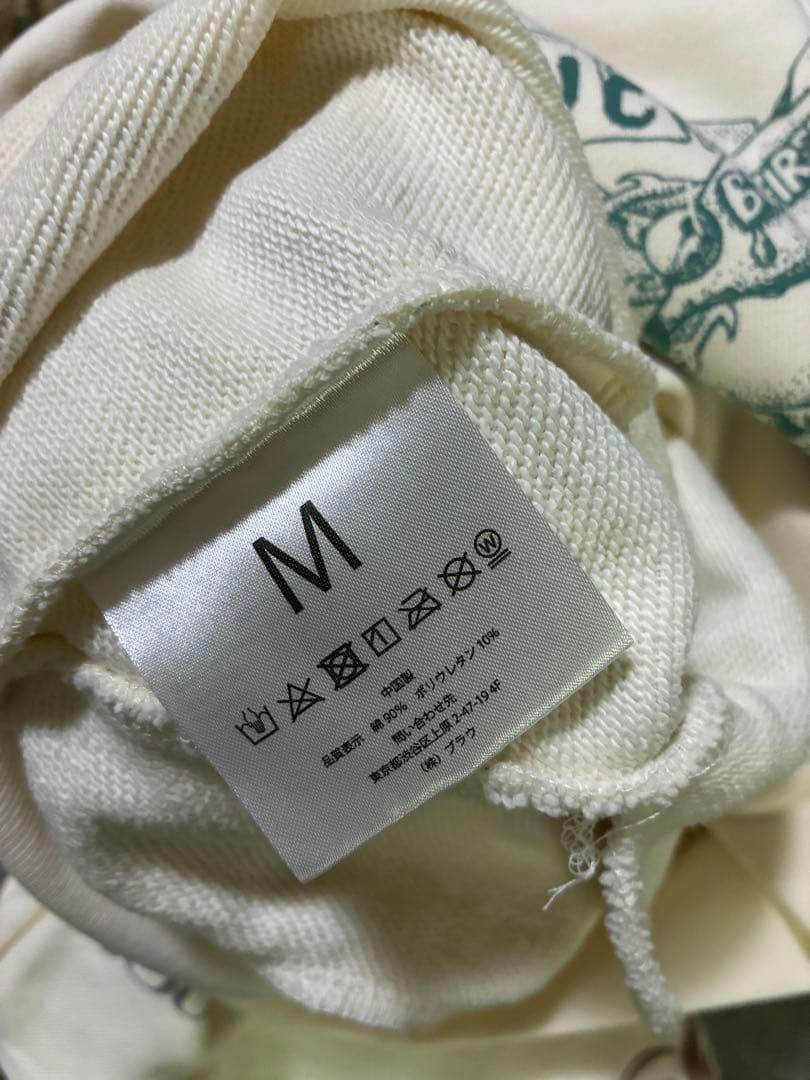 BIR
M
W
中国製
品質表示 綿 90% ポリウレタン 10%
問い合わせ先
東京都渋谷区上原 2-47-19 4F
(株) ブラウ